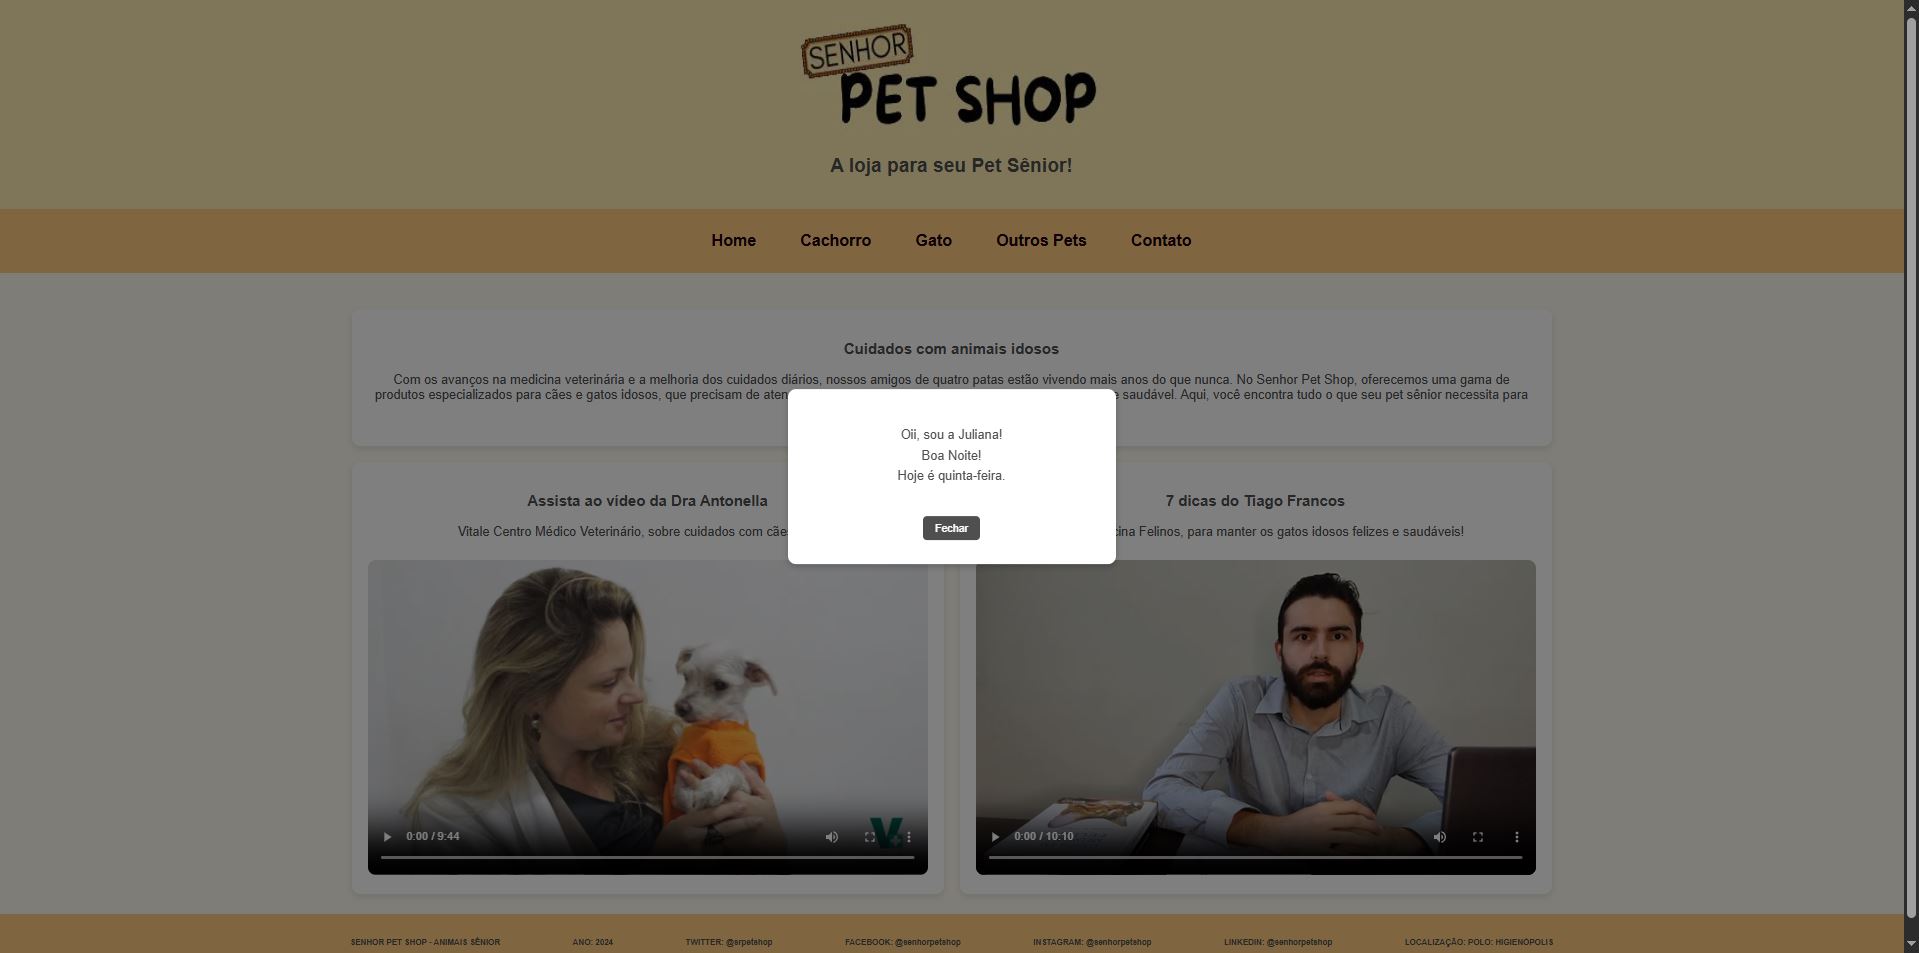 SENHOR
PET SHOP
A loja para seu Pet Sênior!
Home Cachorro Gato Outros Pets Contato
Cuidados com animais idosos
Com os avanços na medicina veterinária e a melhoria dos cuidados diários, nossos amigos de quatro patas estão vivendo mais anos do que nunca. No Senhor Pet Shop, oferecemos uma gama de
produtos especializados para cães e gatos idosos, que precisam de aten
e saudável. Aqui, você encontra tudo o que seu pet sênior necessita para
Oii, sou a Juliana!
Boa Noite!
Hoje é quinta-feira.
Fechar
Assista ao vídeo da Dra Antonella
Vitale Centro Médico Veterinário, sobre cuidados com cãe
0:00 / 9:44
7 dicas do Tiago Francos
ina Felinos, para manter os gatos idosos felizes e saudáveis!
0:00 / 10:10
SENHOR PET SHOP - ANIMAIS SÊNIOR ANO: 2024 TWITTER: @srpetshop FACEBOOK: @senhorpetshop INSTAGRAM: @senhorpetshop LINKEDIN: @senhorpetshop LOCALIZAÇÃO: POLO: HIGIENÓPOLIS